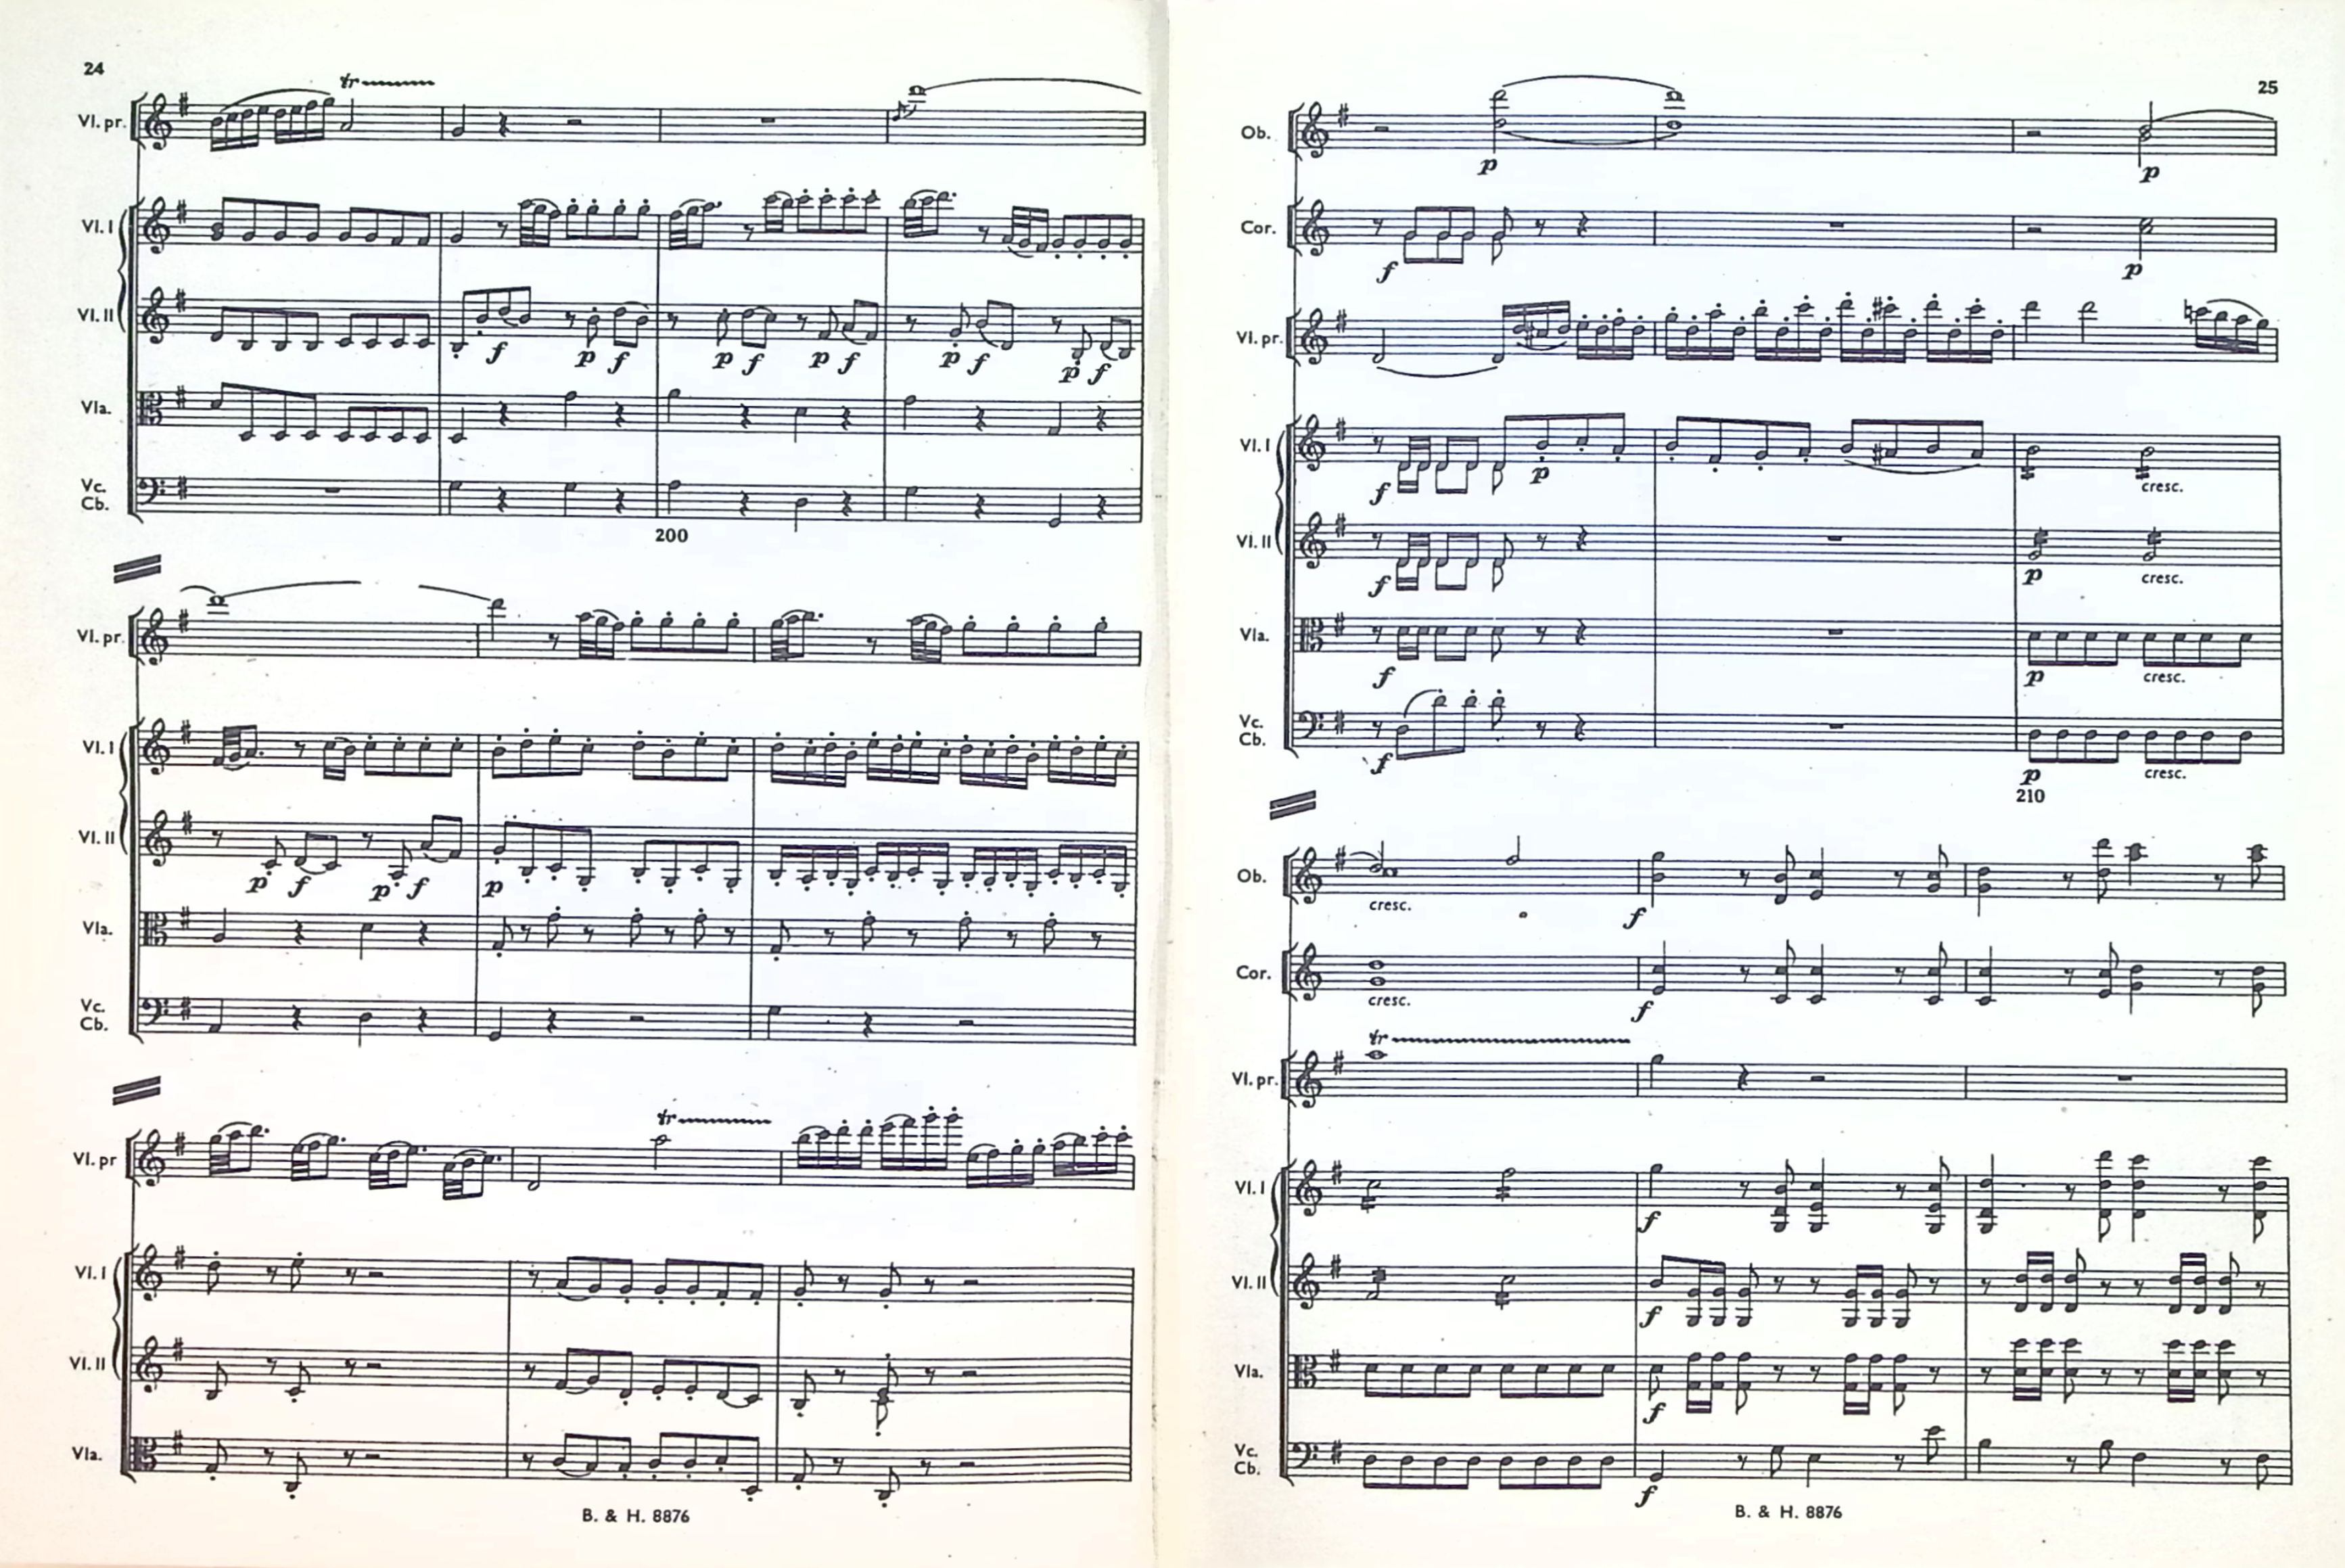 24
tr
Vl. pr.
Vl. I
Vl. II
f p f p f p f p f p f
Vla.
Vc.
Cb.
200
Vl. pr.
Vl. I
Vl. II
p f p f p
Vla.
Vc.
Cb.
tr
Vl. pr
Vl. I
Vl. II
Vla.
B. & H. 8876
25
Ob.
p p
Cor.
f p
Vl. pr.
Vl. I
f p cresc.
Vl. II
f p cresc.
Vla.
f p cresc.
Vc.
Cb.
f p cresc.
210
Ob.
cresc. f
Cor.
cresc. f
tr
Vl. pr.
Vl. I
f
Vl. II
f
Vla.
f
Vc.
Cb.
f
B. & H. 8876